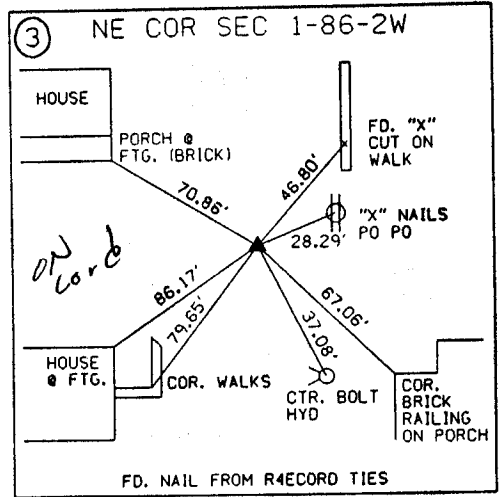 3
NE COR SEC 1-86-2W
HOUSE
PORCH @
FTG. (BRICK)
FD. "X"
CUT ON
WALK
46.80'
70.86'
"X" NAILS
PO PO
28.29'
ON
86.17'
79.65'
67.06'
37.08'
HOUSE
@ FTG.
COR. WALKS
CTR. BOLT
HYD
COR.
BRICK
RAILING
ON PORCH
FD. NAIL FROM R4ECORD TIES